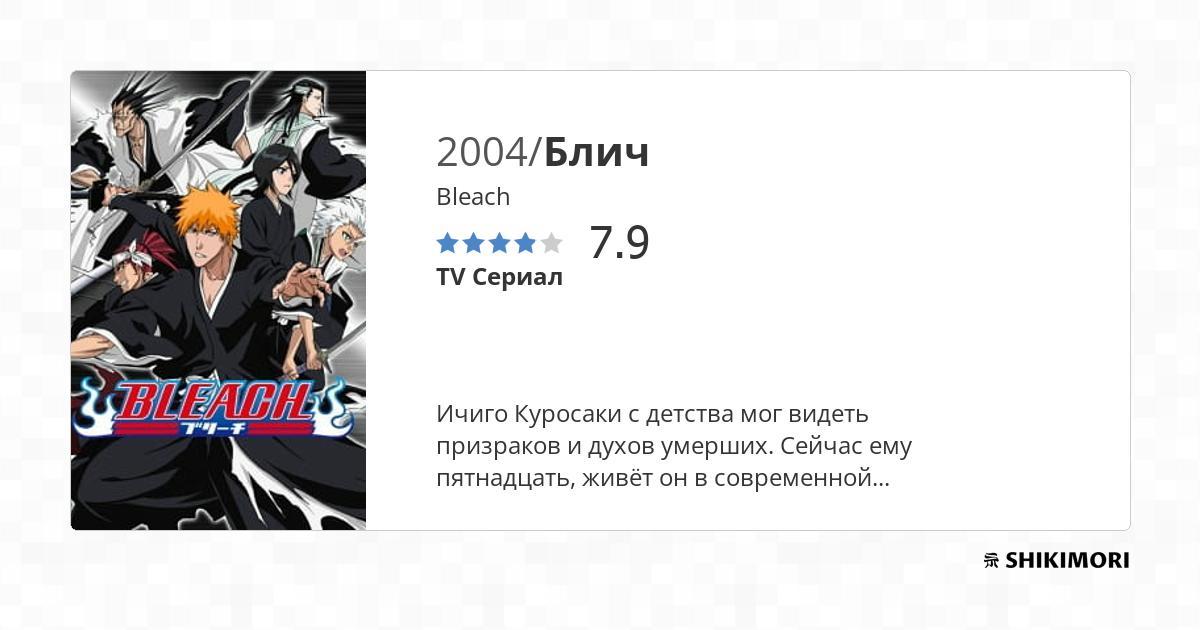 2004/Блич
Bleach
7.9
TV Сериал
Ичиго Куросаки с детства мог видеть
призраков и духов умерших. Сейчас ему
пятнадцать, живёт он в современной...
BLEACH
ブリーチ
SHIKIMORI